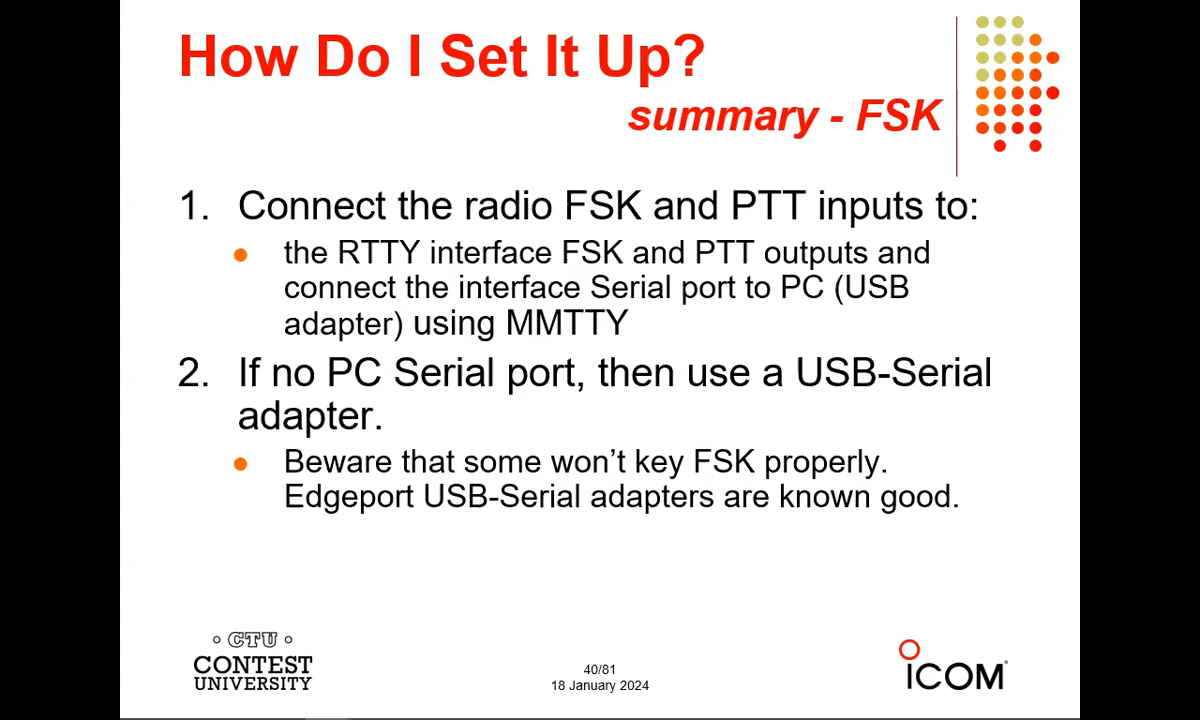 How Do I Set It Up?
summary - FSK
1. Connect the radio FSK and PTT inputs to:
● the RTTY interface FSK and PTT outputs and
connect the interface Serial port to PC (USB
adapter) using MMTTY
2. If no PC Serial port, then use a USB-Serial
adapter.
● Beware that some won’t key FSK properly.
Edgeport USB-Serial adapters are known good.
CTU
CONTEST
UNIVERSITY
40/81
18 January 2024
ICOM